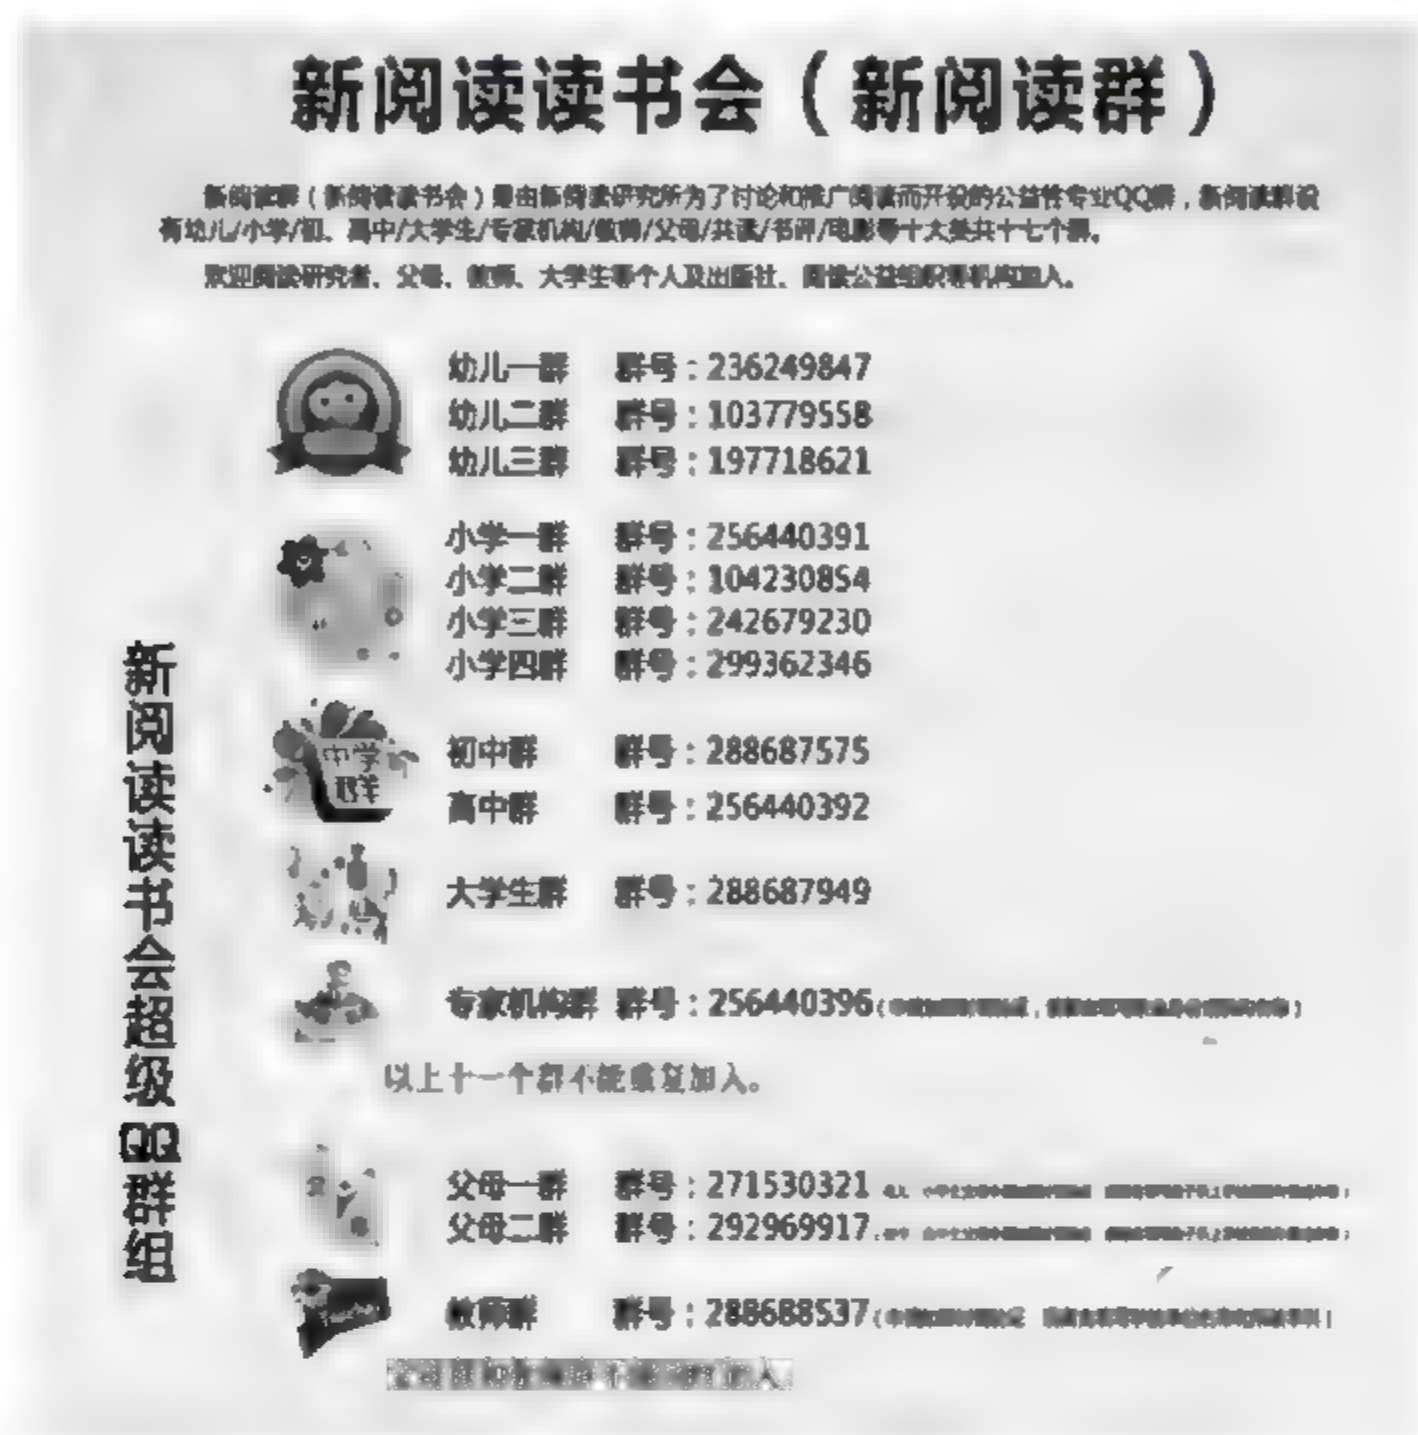 新阅读读书会（新阅读群）
新阅读群（新阅读读书会）是由新阅读研究所为了讨论和推广阅读而开设的公益性专业QQ群，新阅读群设
有幼儿/小学/初、高中/大学生/专家机构/教师/父母/共读/书评/电影等十大类共十七个群。
欢迎阅读研究者、父母、教师、大学生等个人及出版社、阅读公益组织等机构加入。
幼儿一群 群号：236249847
幼儿二群 群号：103779558
幼儿三群 群号：197718621
小学一群 群号：256440391
小学二群 群号：104230854
小学三群 群号：242679230
小学四群 群号：299362346
中学
群
初中群 群号：288687575
高中群 群号：256440392
大学生群 群号：288687949
专家机构群 群号：256440396
以上十一个群不能重复加入。
父母一群 群号：271530321
父母二群 群号：292969917
教师群 群号：288688537
新阅读读书会超级QQ群组